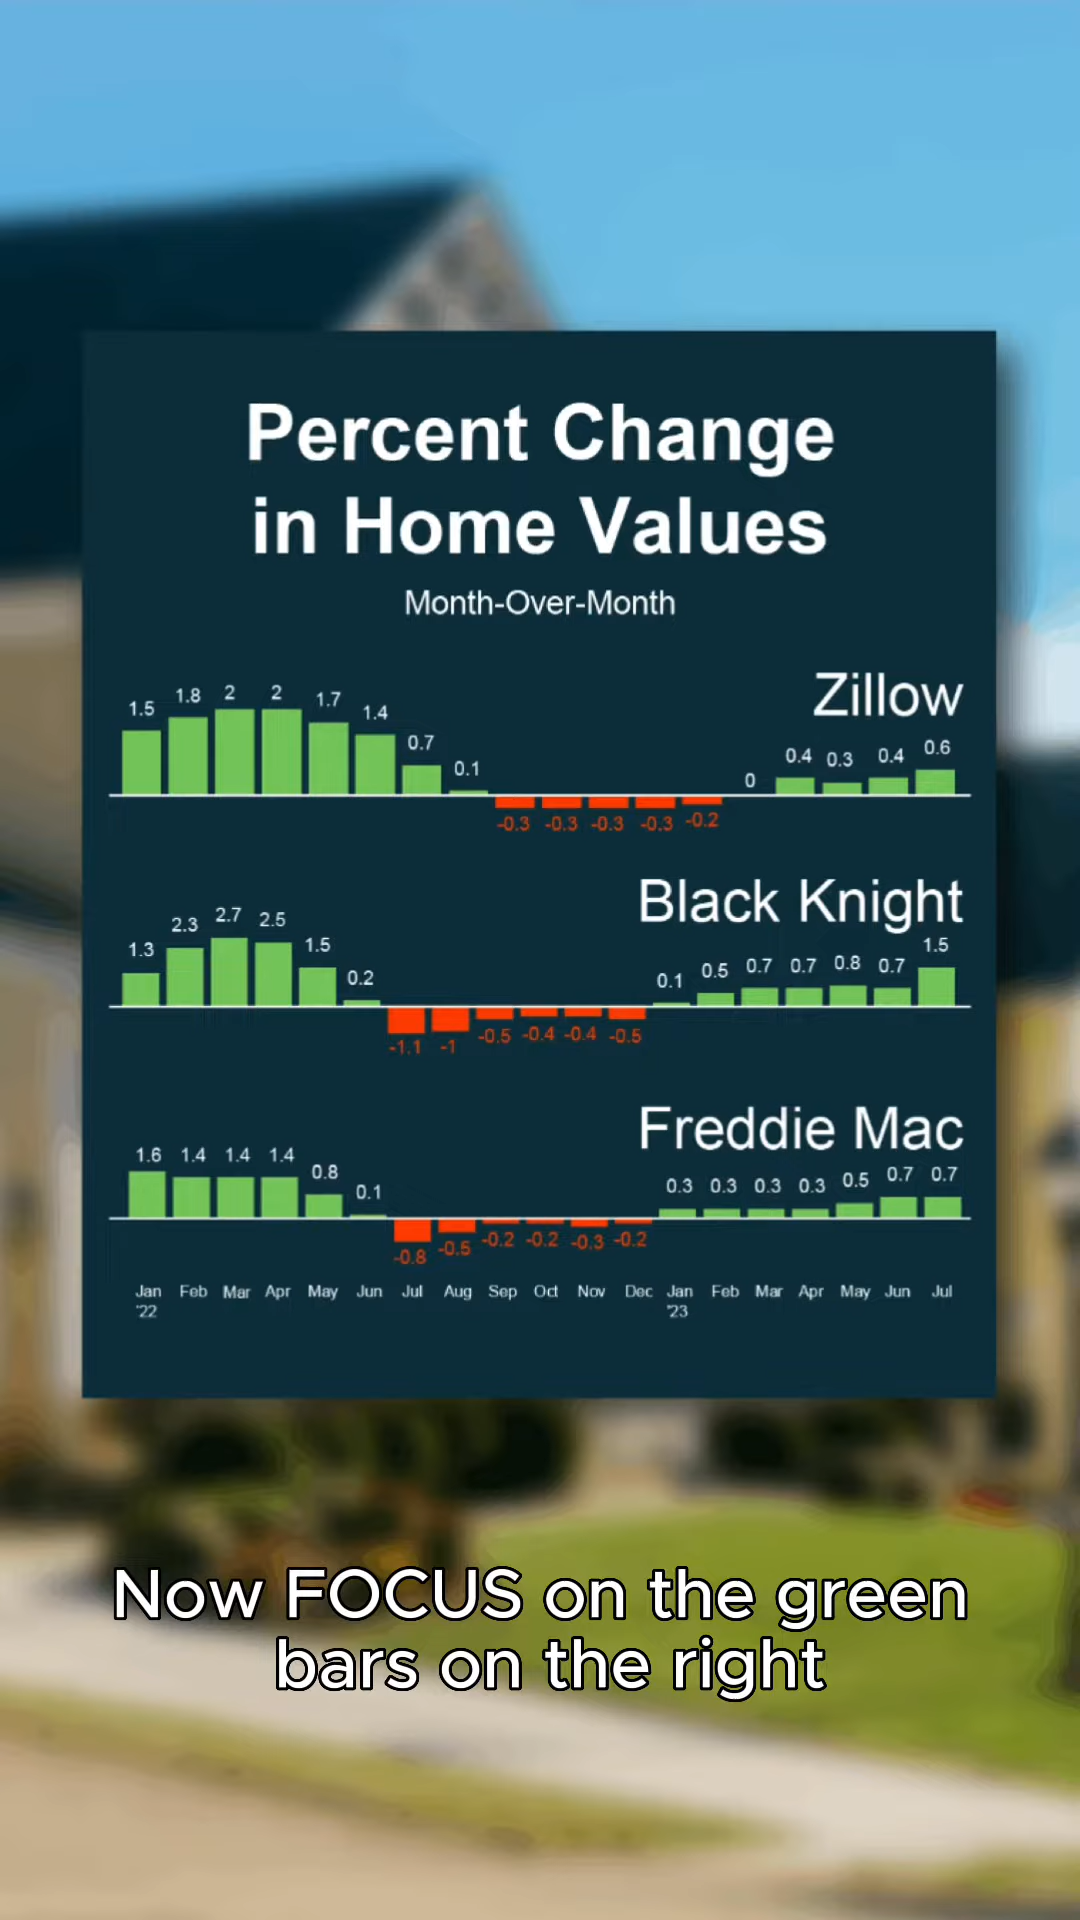 Percent Change
in Home Values
Month-Over-Month
Zillow
1.5 1.8 2 2 1.7 1.4 0.7 0.1 0 0.4 0.3 0.4 0.6
-0.3 -0.3 -0.3 -0.3 -0.2
Black Knight
1.3 2.3 2.7 2.5 1.5 0.2 0.1 0.5 0.7 0.7 0.8 0.7 1.5
-1.1 -1 -0.5 -0.4 -0.4 -0.5
Freddie Mac
1.6 1.4 1.4 1.4 0.8 0.1 0.3 0.3 0.3 0.3 0.5 0.7 0.7
-0.8 -0.5 -0.2 -0.2 -0.3 -0.2
Jan Feb Mar Apr May Jun Jul Aug Sep Oct Nov Dec Jan Feb Mar Apr May Jun Jul
'22 '23
Now FOCUS on the green
bars on the right